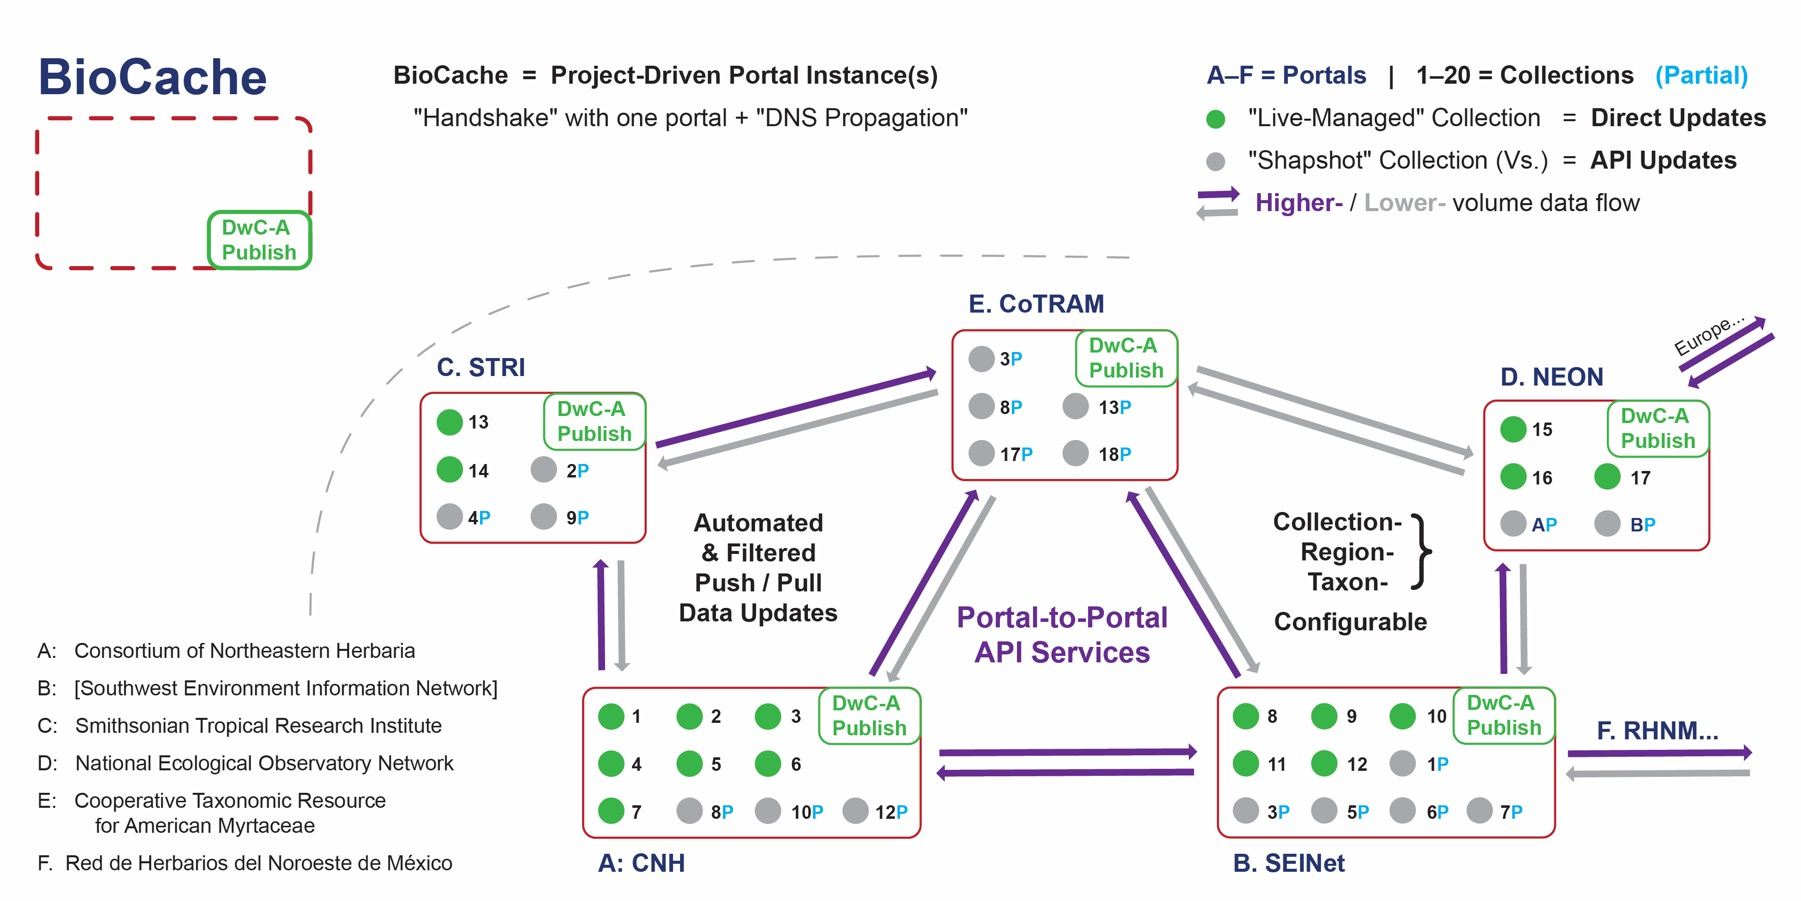 BioCache
DwC-A
Publish
BioCache = Project-Driven Portal Instance(s)
"Handshake" with one portal + "DNS Propagation"
A–F = Portals | 1–20 = Collections (Partial)
"Live-Managed" Collection = Direct Updates
"Shapshot" Collection (Vs.) = API Updates
Higher- / Lower- volume data flow
E. CoTRAM
DwC-A
Publish
3P
8P 13P
17P 18P
C. STRI
DwC-A
Publish
13
14 2P
4P 9P
Europe...
D. NEON
DwC-A
Publish
15
16 17
AP BP
Automated
& Filtered
Push / Pull
Data Updates
Portal-to-Portal
API Services
Collection-
Region-
Taxon-
}
Configurable
A: Consortium of Northeastern Herbaria
B: [Southwest Environment Information Network]
C: Smithsonian Tropical Research Institute
D: National Ecological Observatory Network
E: Cooperative Taxonomic Resource
for American Myrtaceae
F. Red de Herbarios del Noroeste de México
DwC-A
Publish
1 2 3
4 5 6
7 8P 10P 12P
A: CNH
DwC-A
Publish
8 9 10
11 12 1P
3P 5P 6P 7P
B. SEINet
F. RHNM...